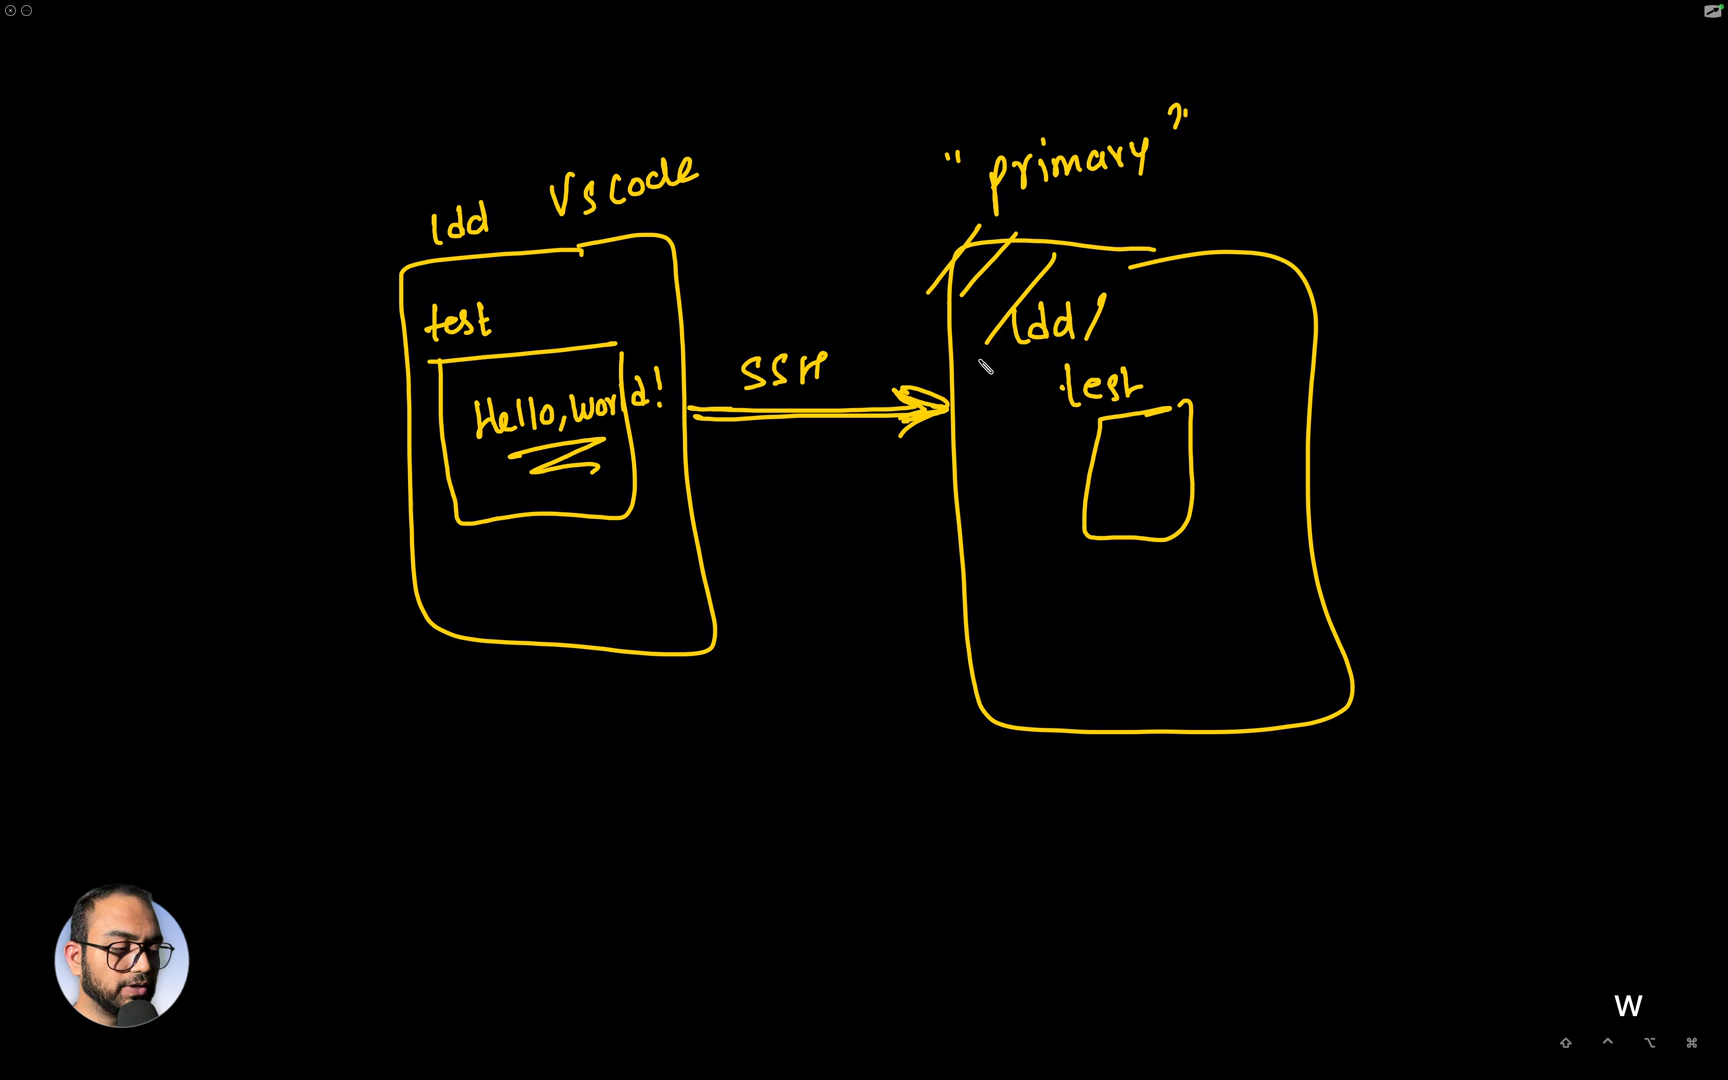 ldd Vscode
test
Hello, World!
SSH
"primary"
ldd/
test
W